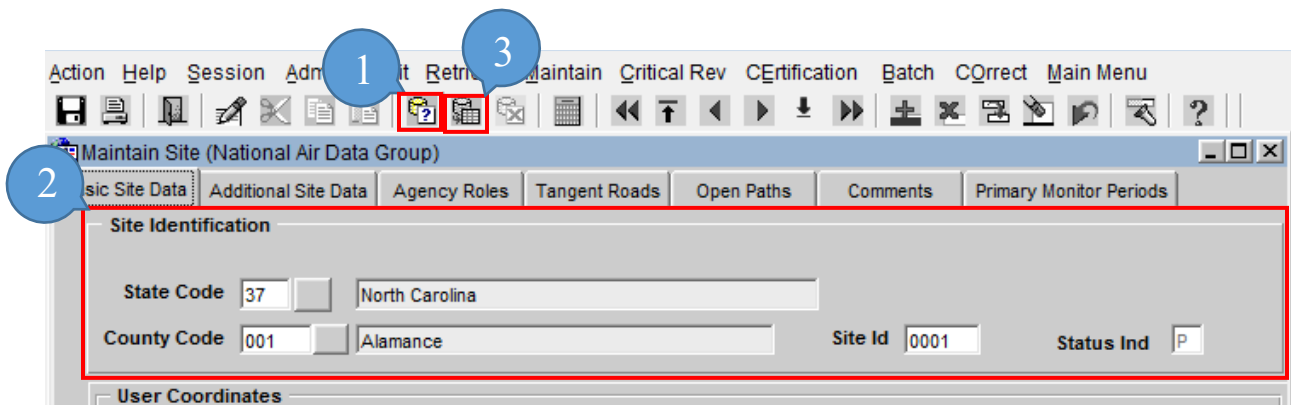 1
3
Action Help Session Adm it Retri Maintain Critical Rev CErtification Batch COrrect Main Menu
?
?
Maintain Site (National Air Data Group)
2
sic Site Data Additional Site Data Agency Roles Tangent Roads Open Paths Comments Primary Monitor Periods
Site Identification
State Code 37 North Carolina
County Code 001 Alamance Site Id 0001 Status Ind P
User Coordinates